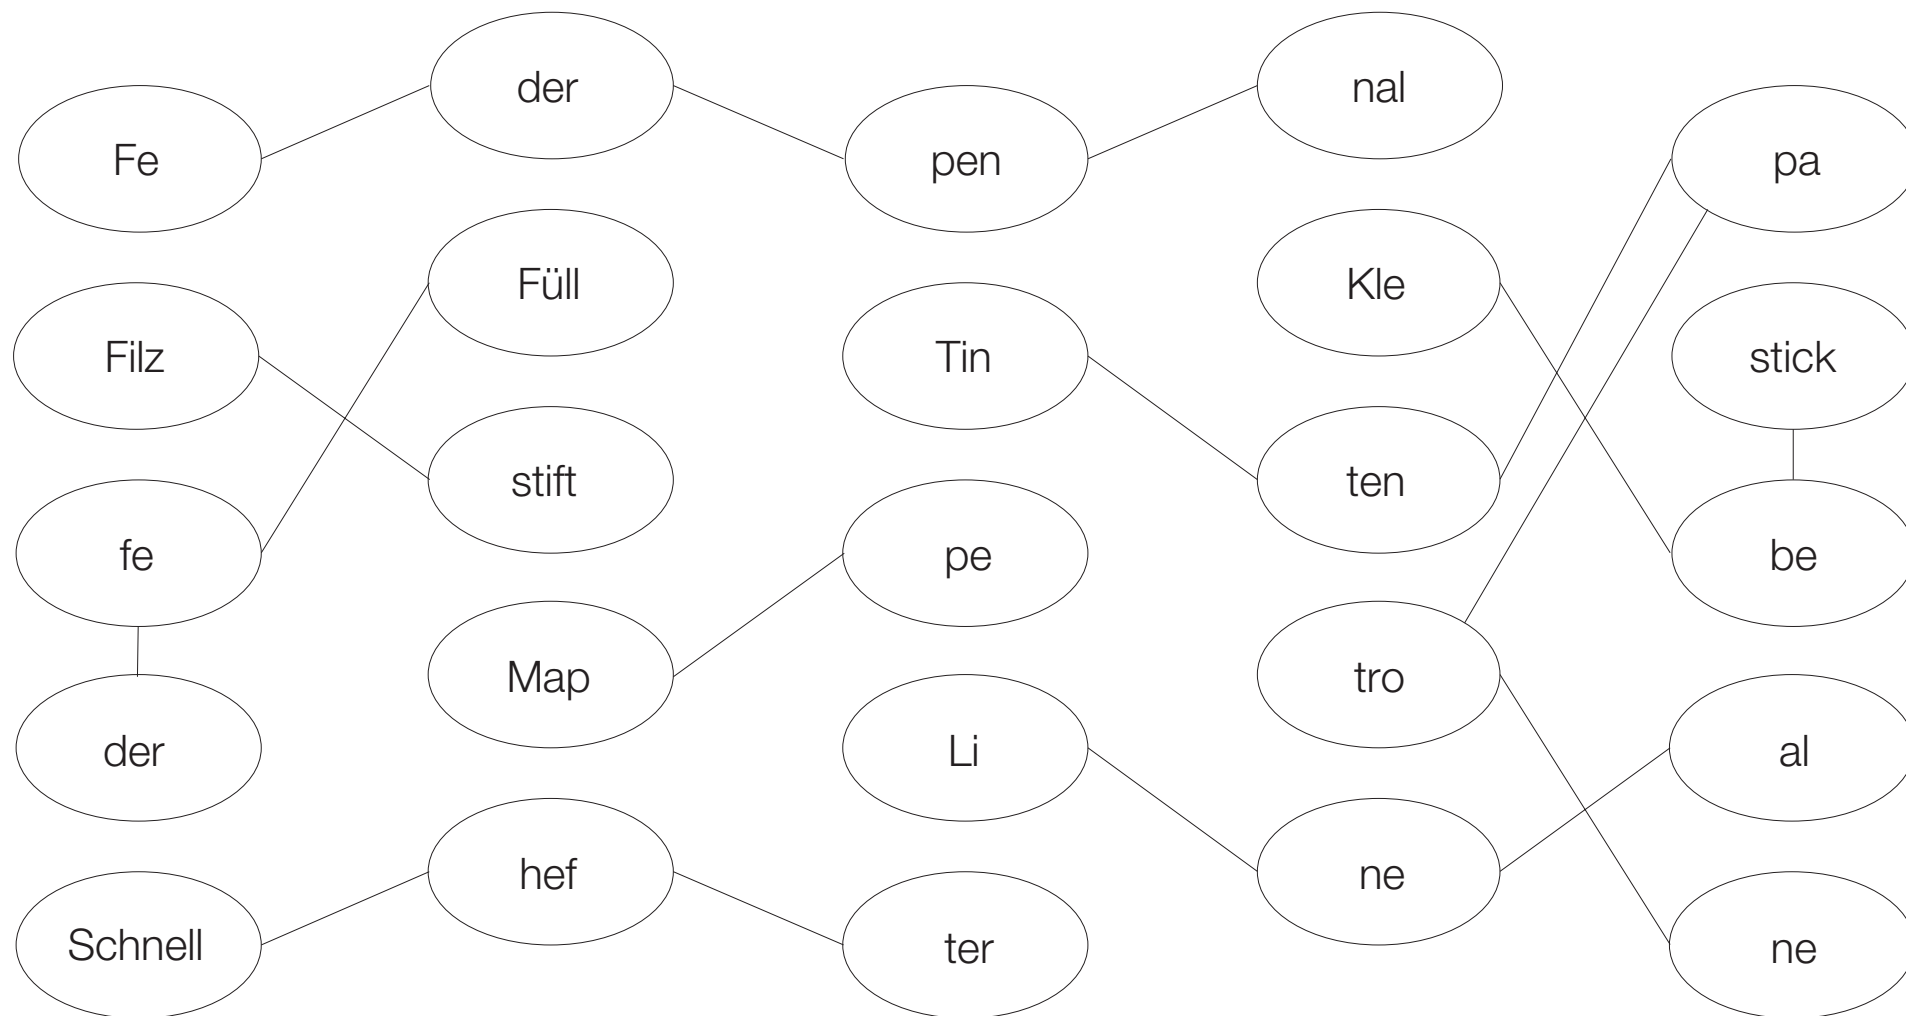 der
nal
Fe
pen
pa
Füll
Kle
Filz
Tin
stick
stift
ten
fe
pe
be
Map
tro
der
Li
al
hef
ne
Schnell
ter
ne